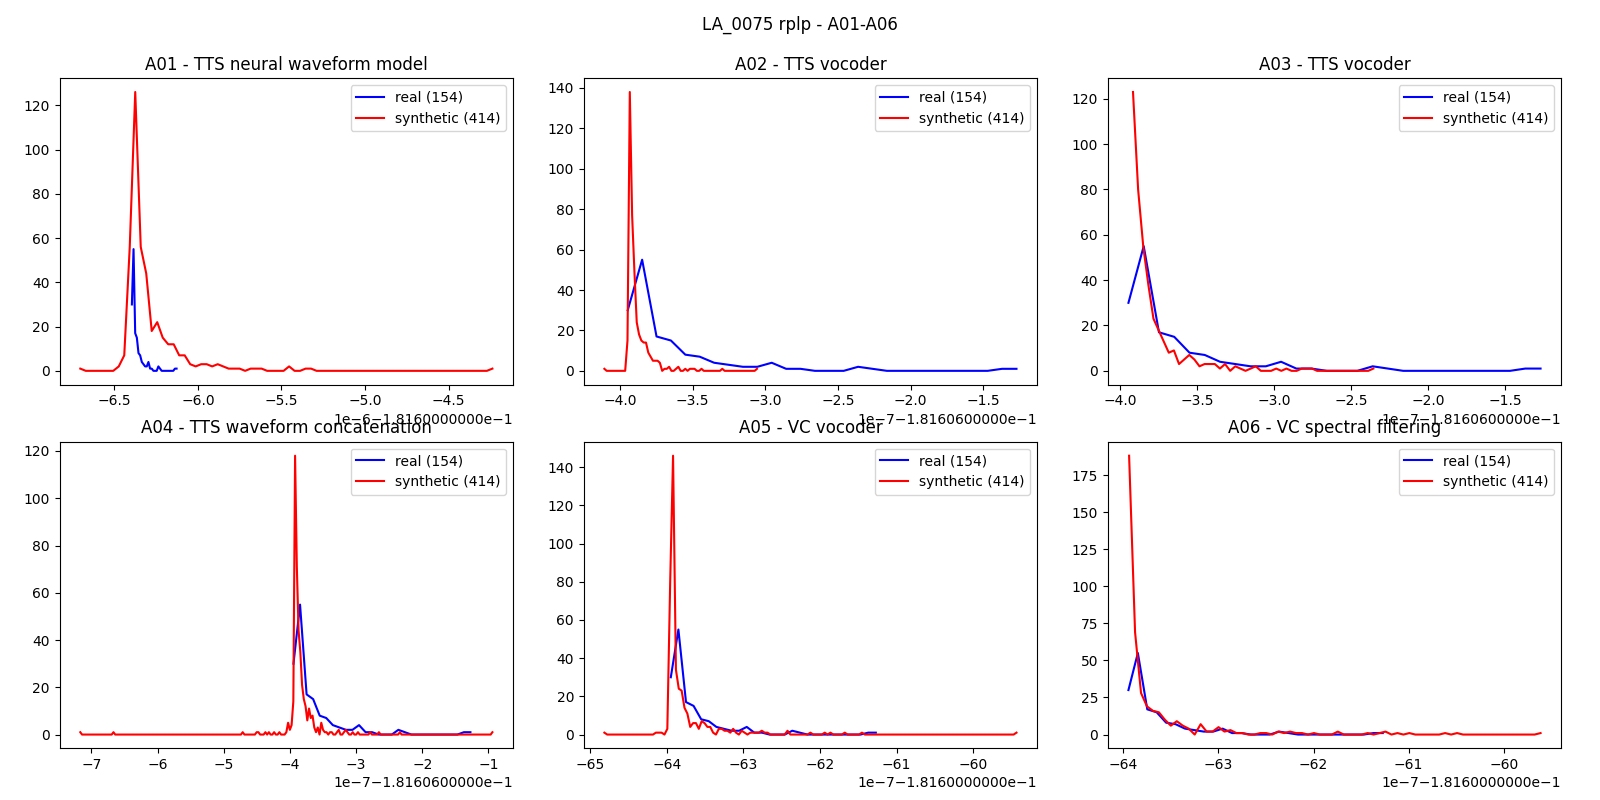 LA_0075 rplp - A01-A06
A01 - TTS neural waveform model
A02 - TTS vocoder
A03 - TTS vocoder
real (154)
synthetic (414)
real (154)
synthetic (414)
real (154)
synthetic (414)
120
100
80
60
40
20
0
140
120
100
80
60
40
20
0
120
100
80
60
40
20
0
−6.5 −6.0 −5.5 −5.0 −4.5
1e−6−1.8160000000e−1
−4.0 −3.5 −3.0 −2.5 −2.0 −1.5
1e−7−1.8160600000e−1
−4.0 −3.5 −3.0 −2.5 −2.0 −1.5
1e−7−1.8160600000e−1
A04 - TTS waveform concatenation
A05 - VC vocoder
A06 - VC spectral filtering
real (154)
synthetic (414)
real (154)
synthetic (414)
real (154)
synthetic (414)
120
100
80
60
40
20
0
140
120
100
80
60
40
20
0
175
150
125
100
75
50
25
0
−7 −6 −5 −4 −3 −2 −1
1e−7−1.8160600000e−1
−65 −64 −63 −62 −61 −60
1e−7−1.8160000000e−1
−64 −63 −62 −61 −60
1e−7−1.8160000000e−1